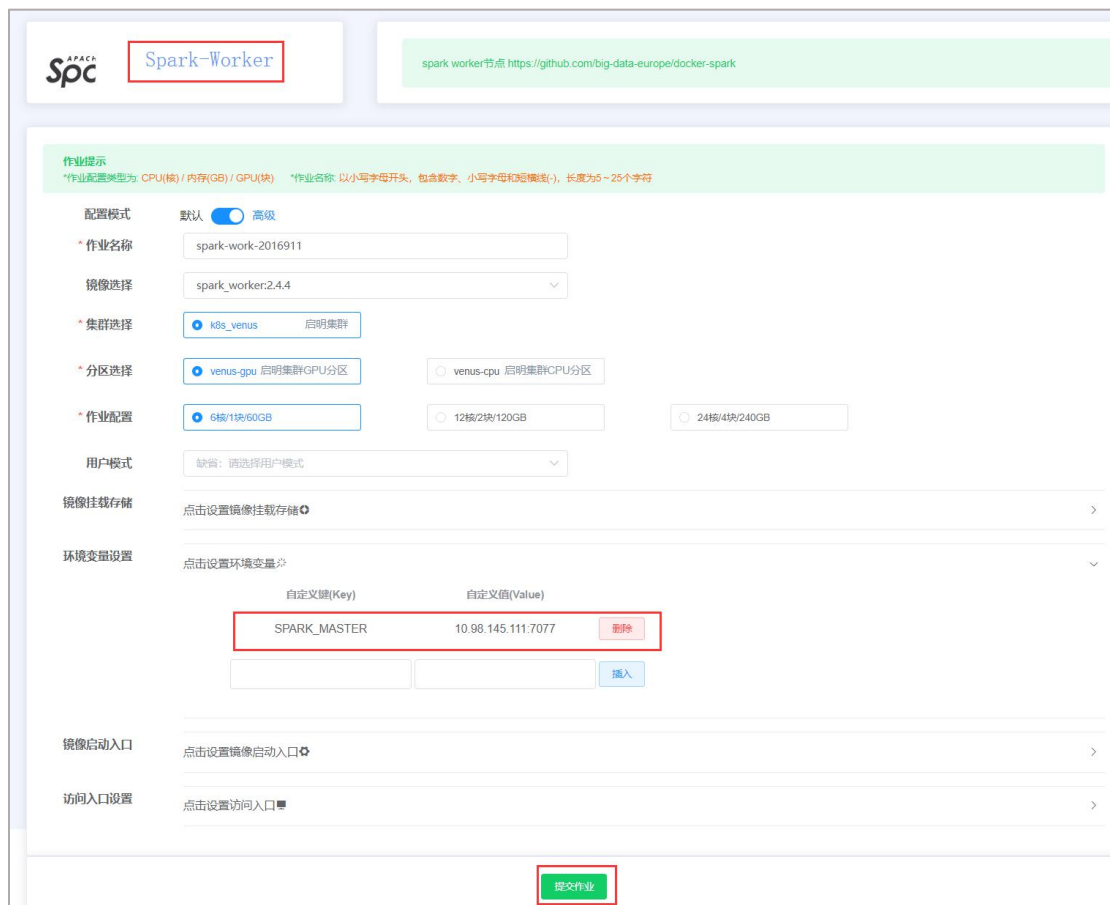 APACH
Spc
Spark-Worker
spark worker节点 https://github.com/big-data-europe/docker-spark
作业提示
*作业配置类型为: CPU(核) / 内存(GB) / GPU(块) *作业名称: 以小写字母开头，包含数字、小写字母和短横线(-)，长度为5~25个字符
配置模式 默认 高级
* 作业名称 spark-work-2016911
镜像选择 spark_worker:2.4.4
* 集群选择 k8s_venus 启明集群
* 分区选择 venus-gpu 启明集群GPU分区 venus-cpu 启明集群CPU分区
* 作业配置 6核/1块/60GB 12核/2块/120GB 24核/4块/240GB
用户模式 缺省：请选择用户模式
镜像挂载存储 点击设置镜像挂载存储
环境变量设置 点击设置环境变量
自定义键(Key) 自定义值(Value)
SPARK_MASTER 10.98.145.111:7077 删除
插入
镜像启动入口 点击设置镜像启动入口
访问入口设置 点击设置访问入口
提交作业